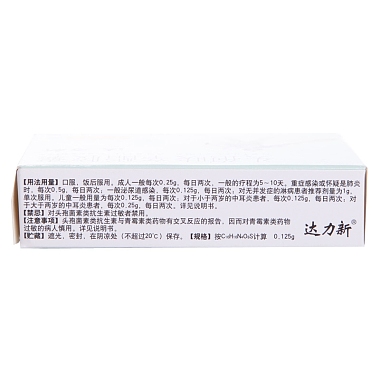 【用法用量】口服，饭后服用，成人一般每次0.25g，每日两次，一般的疗程为5~10天，重症感染或怀疑是肺炎
时，每次0.5g，每日两次；一般泌尿道感染，每次0.125g，每日两次；对无并发症的淋病患者推荐剂量为1g，
单次服用。儿童一般用量为每次0.125g，每日两次；对于小于两岁的中耳炎患者，每次0.125g，每日两次；对
于大于两岁的中耳炎患者，每次0.25g，每日两次。详见说明书。
【禁忌】对头孢菌素类抗生素过敏者禁用。
【注意事项】头孢菌素类抗生素与青霉素类药物有交叉反应的报告，因而对青霉素类药物
过敏的病人慎用。详见说明书。
【贮藏】遮光，密封，在阴凉处（不超过20℃）保存。【规格】按C₁₆H₁₆N₄O₈S计算 0.125g
达力新®